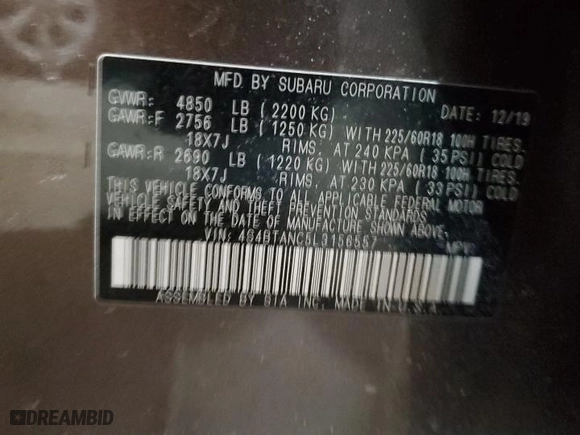 MFD BY SUBARU CORPORATION
GVWR: 4850 LB (2200 KG) DATE: 12/19
GAWR:F 2756 LB (1250 KG) WITH 225/60R18 100H TIRES,
18X7J RIMS, AT 240 KPA (35 PSI) COLD
GAWR:R 2690 LB (1220 KG) WITH 225/60R18 100H TIRES,
18X7J RIMS, AT 230 KPA (33 PSI) COLD
THIS VEHICLE CONFORMS TO ALL APPLICABLE FEDERAL MOTOR
VEHICLE SAFETY AND THEFT PREVENTION STANDARDS
IN EFFECT ON THE DATE OF MANUFACTURE SHOWN ABOVE.
VIN: 4S4BTANC5L3156557 MPV
ASSEMBLED BY SIA INC, MADE IN U.S.A.
DREAMBID